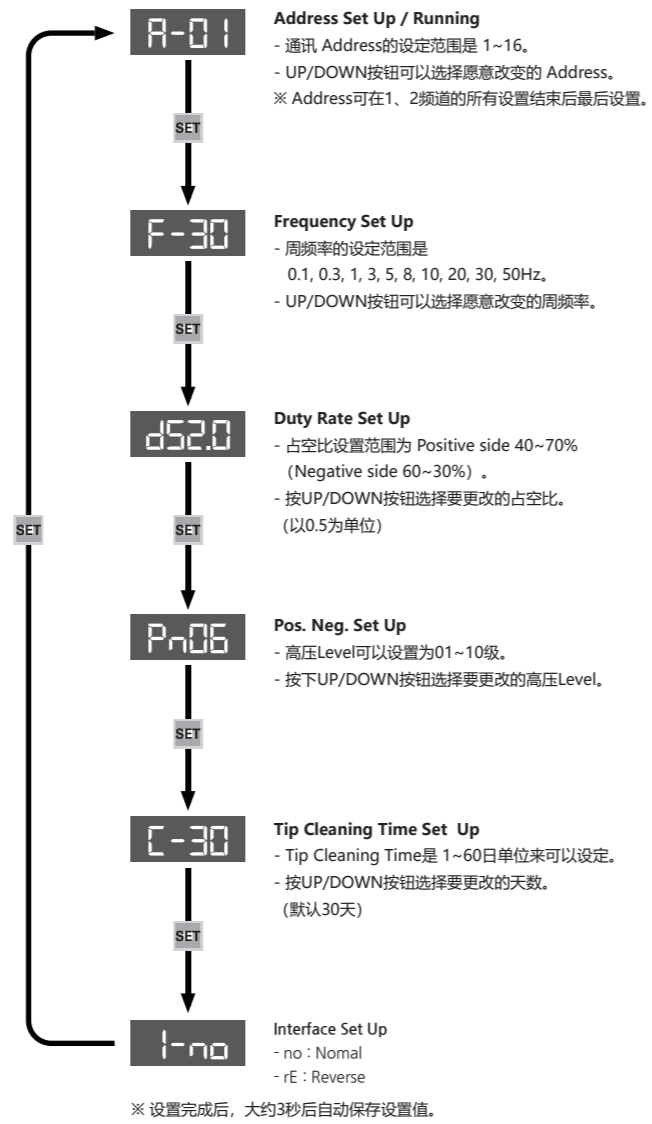 A-01
Address Set Up / Running
- 通讯 Address的设定范围是 1~16。
- UP/DOWN按钮可以选择愿意改变的 Address。
※ Address可在1、2频道的所有设置结束后最后设置。
SET
F-30
Frequency Set Up
- 周频率的设定范围是
0.1, 0.3, 1, 3, 5, 8, 10, 20, 30, 50Hz。
- UP/DOWN按钮可以选择愿意改变的周频率。
SET
d52.0
Duty Rate Set Up
- 占空比设置范围为 Positive side 40~70%
（Negative side 60~30%）。
- 按UP/DOWN按钮选择要更改的占空比。
（以0.5为单位）
SET
SET
Pn06
Pos. Neg. Set Up
- 高压Level可以设置为01~10级。
- 按下UP/DOWN按钮选择要更改的高压Level。
SET
C-30
Tip Cleaning Time Set Up
- Tip Cleaning Time是 1~60日单位来可以设定。
- 按UP/DOWN按钮选择要更改的天数。
（默认30天）
SET
I-no
Interface Set Up
- no : Nomal
- rE : Reverse
※ 设置完成后，大约3秒后自动保存设置值。